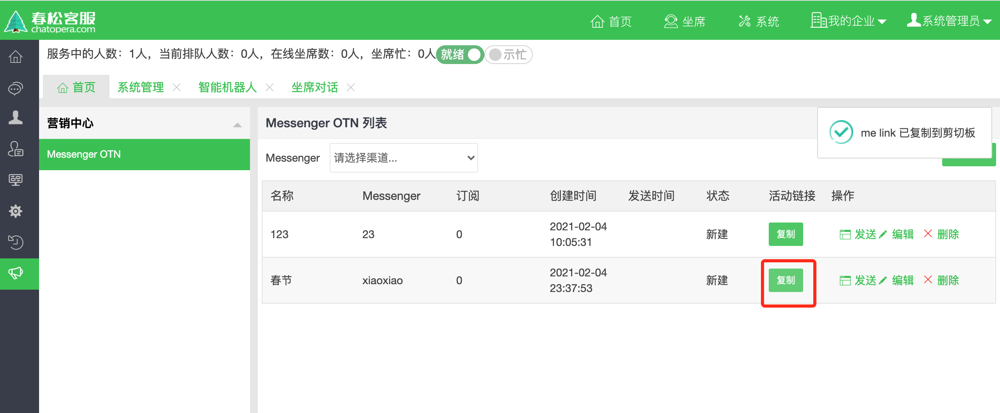 春松客服
chatopera.com
首页 坐席 系统 我的企业 系统管理员
服务中的人数：1人，当前排队人数：0人，在线坐席数：0人，坐席忙：0人 就绪 示忙
首页 系统管理 智能机器人 坐席对话
营销中心
Messenger OTN
Messenger OTN 列表
me link 已复制到剪切板
Messenger 请选择渠道...
名称 Messenger 订阅 创建时间 发送时间 状态 活动链接 操作
123 23 0 2021-02-04 10:05:31 新建 复制 发送 编辑 删除
春节 xiaoxiao 0 2021-02-04 23:37:53 新建 复制 发送 编辑 删除